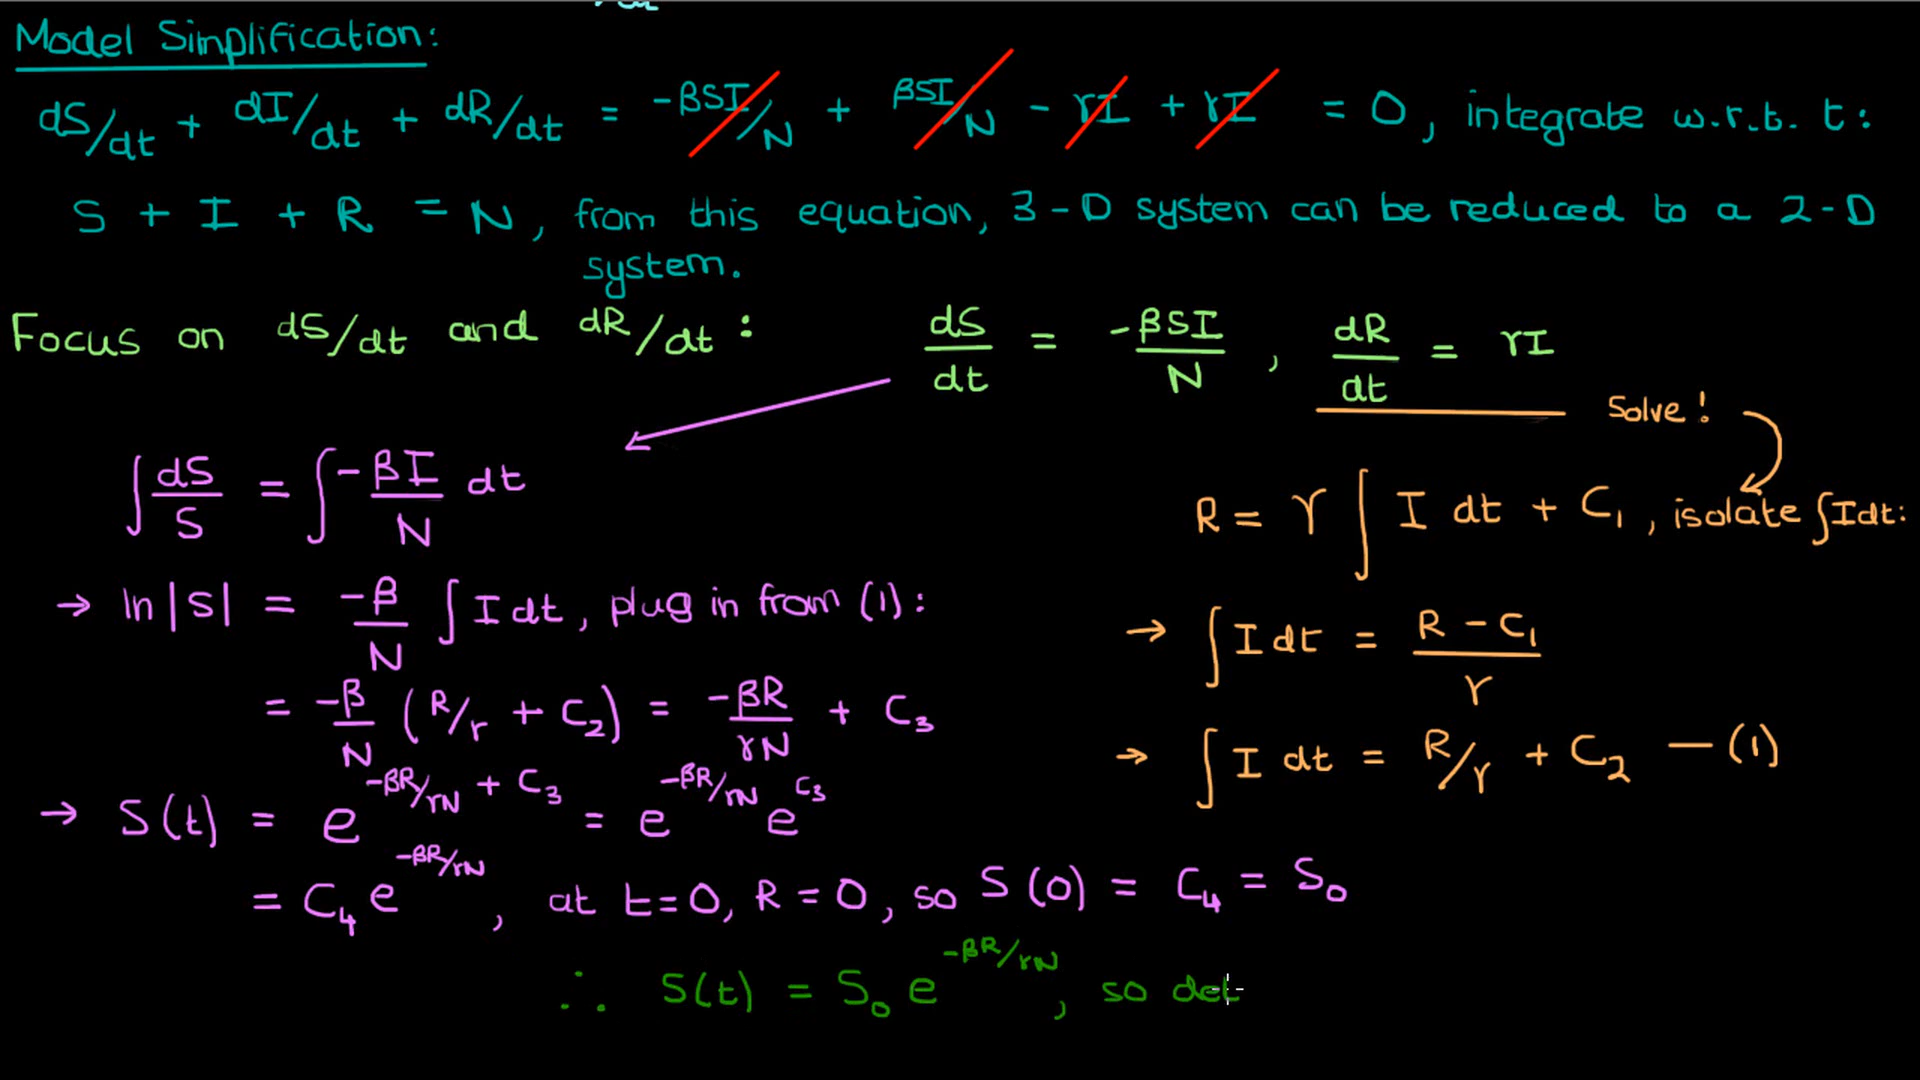 Model Simplification:
dS/dt + dI/dt + dR/dt = -βSI/N + βSI/N - γI + γI = 0, integrate w.r.t. t:
S + I + R = N, from this equation, 3-D system can be reduced to a 2-D
system.
Focus on dS/dt and dR/dt: dS/dt = -βSI/N, dR/dt = γI
Solve!
∫dS/S = ∫-βI/N dt
R = γ∫I dt + C₁, isolate ∫Idt:
→ ln|S| = -β/N ∫Idt, plug in from (1):
→ ∫Idt = R - C₁/γ
= -β/N (R/γ + C₂) = -βR/γN + C₃
→ ∫I dt = R/γ + C₂ — (1)
→ S(t) = e^(-βR/γN + C₃) = e^(-βR/γN) e^(C₃)
= C₄e^(-βR/γN), at t=0, R=0, so S(0) = C₄ = S₀
∴ S(t) = S₀e^(-βR/γN), so det